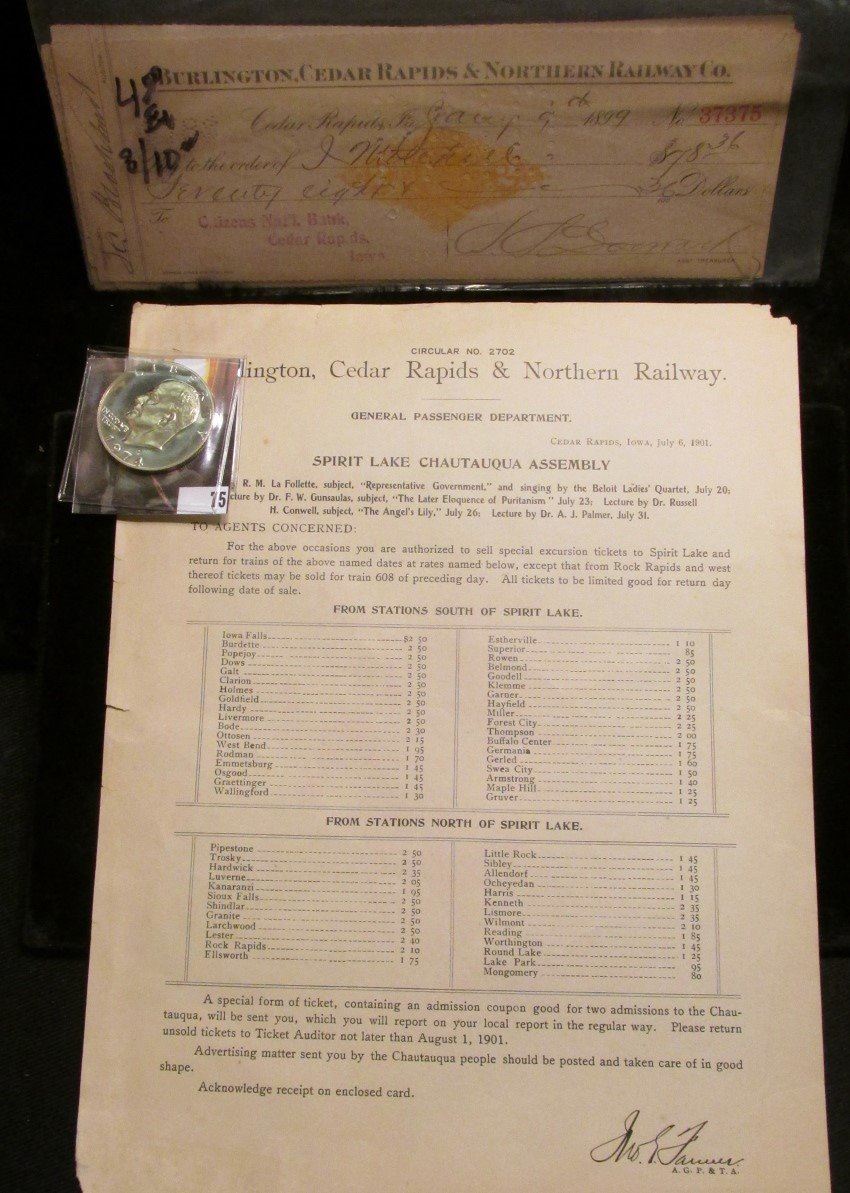 48
Ex
8/10
BURLINGTON, CEDAR RAPIDS & NORTHERN RAILWAY CO.
Cedar Rapids, Ia. Jany 9th 1899 No. 37375
to the order of $78 36
Seventy eight & 36/100 Dollars
To Citizens Nat'l. Bank,
Cedar Rapids,
Iowa
ASST TREASURER
LIBERTY
IN GOD WE TRUST
1974
75
CIRCULAR NO. 2702
lington, Cedar Rapids & Northern Railway.
GENERAL PASSENGER DEPARTMENT.
CEDAR RAPIDS, IOWA, July 6, 1901.
SPIRIT LAKE CHAUTAUQUA ASSEMBLY
R. M. La Follette, subject, "Representative Government," and singing by the Beloit Ladies' Quartet, July 20;
ecture by Dr. F. W. Gunsaulas, subject, "The Later Eloquence of Puritanism" July 23; Lecture by Dr. Russell
H. Conwell, subject, "The Angel's Lily," July 26; Lecture by Dr. A. J. Palmer, July 31.
TO AGENTS CONCERNED:
For the above occasions you are authorized to sell special excursion tickets to Spirit Lake and
return for trains of the above named dates at rates named below, except that from Rock Rapids and west
thereof tickets may be sold for train 608 of preceding day. All tickets to be limited good for return day
following date of sale.
FROM STATIONS SOUTH OF SPIRIT LAKE.
Iowa Falls $2 50
Burdette 2 50
Popejoy 2 50
Dows 2 50
Galt 2 50
Clarion 2 50
Holmes 2 50
Goldfield 2 50
Hardy 2 50
Livermore 2 50
Bode 2 30
Ottosen 2 15
West Bend 1 95
Rodman 1 70
Emmetsburg 1 45
Osgood 1 45
Graettinger 1 45
Wallingford 1 30
Estherville 1 10
Superior 85
Rowen 2 50
Belmond 2 50
Goodell 2 50
Klemme 2 50
Garner 2 50
Hayfield 2 50
Miller 2 25
Forest City 2 25
Thompson 2 00
Buffalo Center 1 75
Germania 1 75
Gerled 1 60
Swea City 1 50
Armstrong 1 40
Maple Hill 1 25
Gruver 1 25
FROM STATIONS NORTH OF SPIRIT LAKE.
Pipestone 2 50
Trosky 2 50
Hardwick 2 35
Luverne 2 05
Kanaranzi 1 95
Sioux Falls 2 50
Shindlar 2 50
Granite 2 50
Larchwood 2 50
Lester 2 40
Rock Rapids 2 10
Ellsworth 1 75
Little Rock 1 45
Sibley 1 45
Allendorf 1 45
Ocheyedan 1 30
Harris 1 15
Kenneth 2 35
Lismore 2 35
Wilmont 2 10
Reading 1 85
Worthington 1 45
Round Lake 1 25
Lake Park 95
Mongomery 80
A special form of ticket, containing an admission coupon good for two admissions to the Chau-
tauqua, will be sent you, which you will report on your local report in the regular way. Please return
unsold tickets to Ticket Auditor not later than August 1, 1901.
Advertising matter sent you by the Chautauqua people should be posted and taken care of in good
shape.
Acknowledge receipt on enclosed card.
Jno. G. Farmer
A. G. P. & T. A.